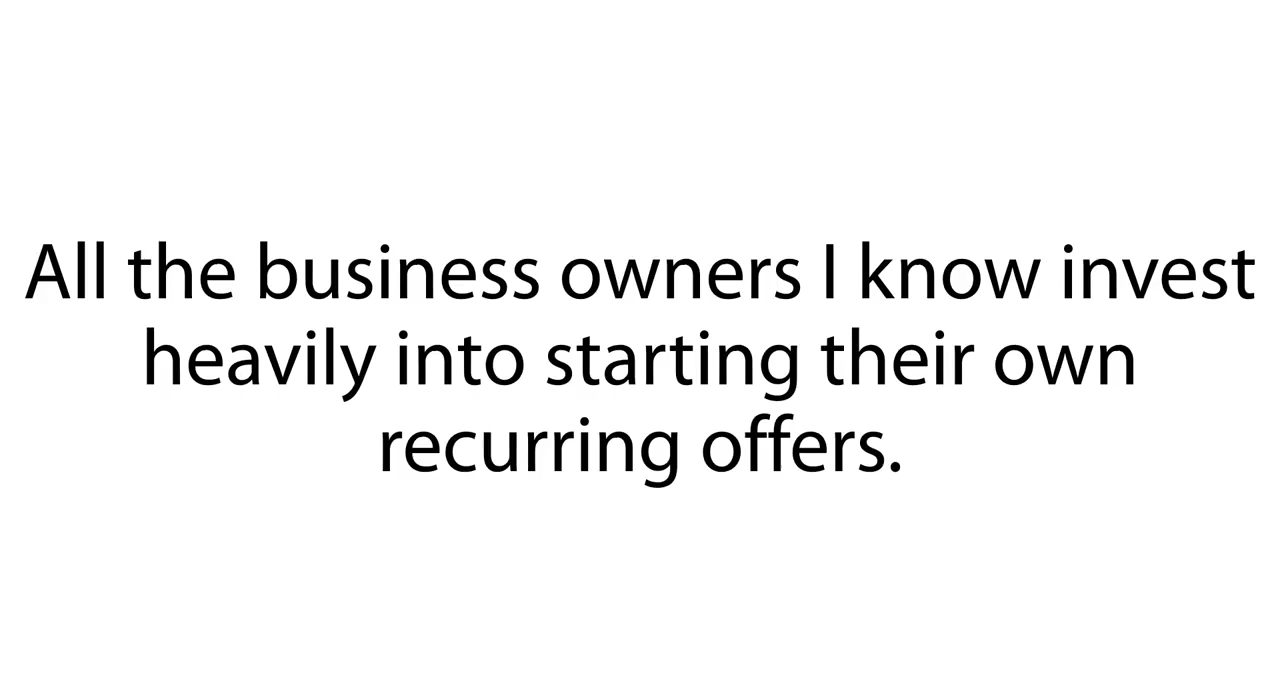 All the business owners I know invest
heavily into starting their own
recurring offers.